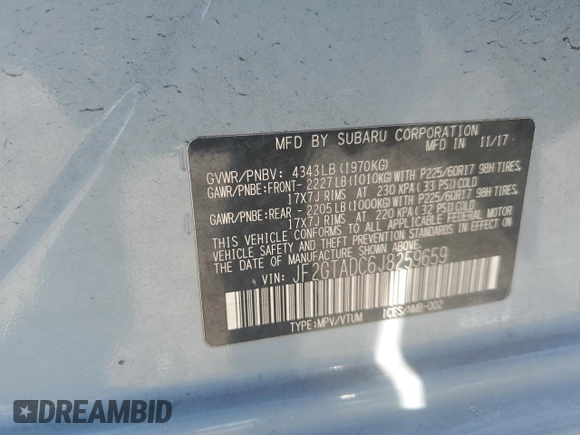 MFD BY SUBARU CORPORATION
MFD IN 11/17
GVWR/PNBV: 4343LB(1970KG)
GAWR/PNBE:FRONT- 2227LB(1010KG)WITH P225/60R17 98H TIRES,
17X7J RIMS AT 230 KPA(33 PSI)COLD
GAWR/PNBE:REAR - 2205LB(1000KG)WITH P225/60R17 98H TIRES,
17X7J RIMS AT 220 KPA(32 PSI)COLD
THIS VEHICLE CONFORMS TO ALL APPLICABLE FEDERAL MOTOR
VEHICLE SAFETY AND THEFT PREVENTION STANDARDS IN EFFECT ON
THE DATE OF MANUFACTURE SHOWN ABOVE.
VIN: JF2GTADC6J8259659
TYPE:MPV/VTUM ICES/NMB-002
DREAMBID